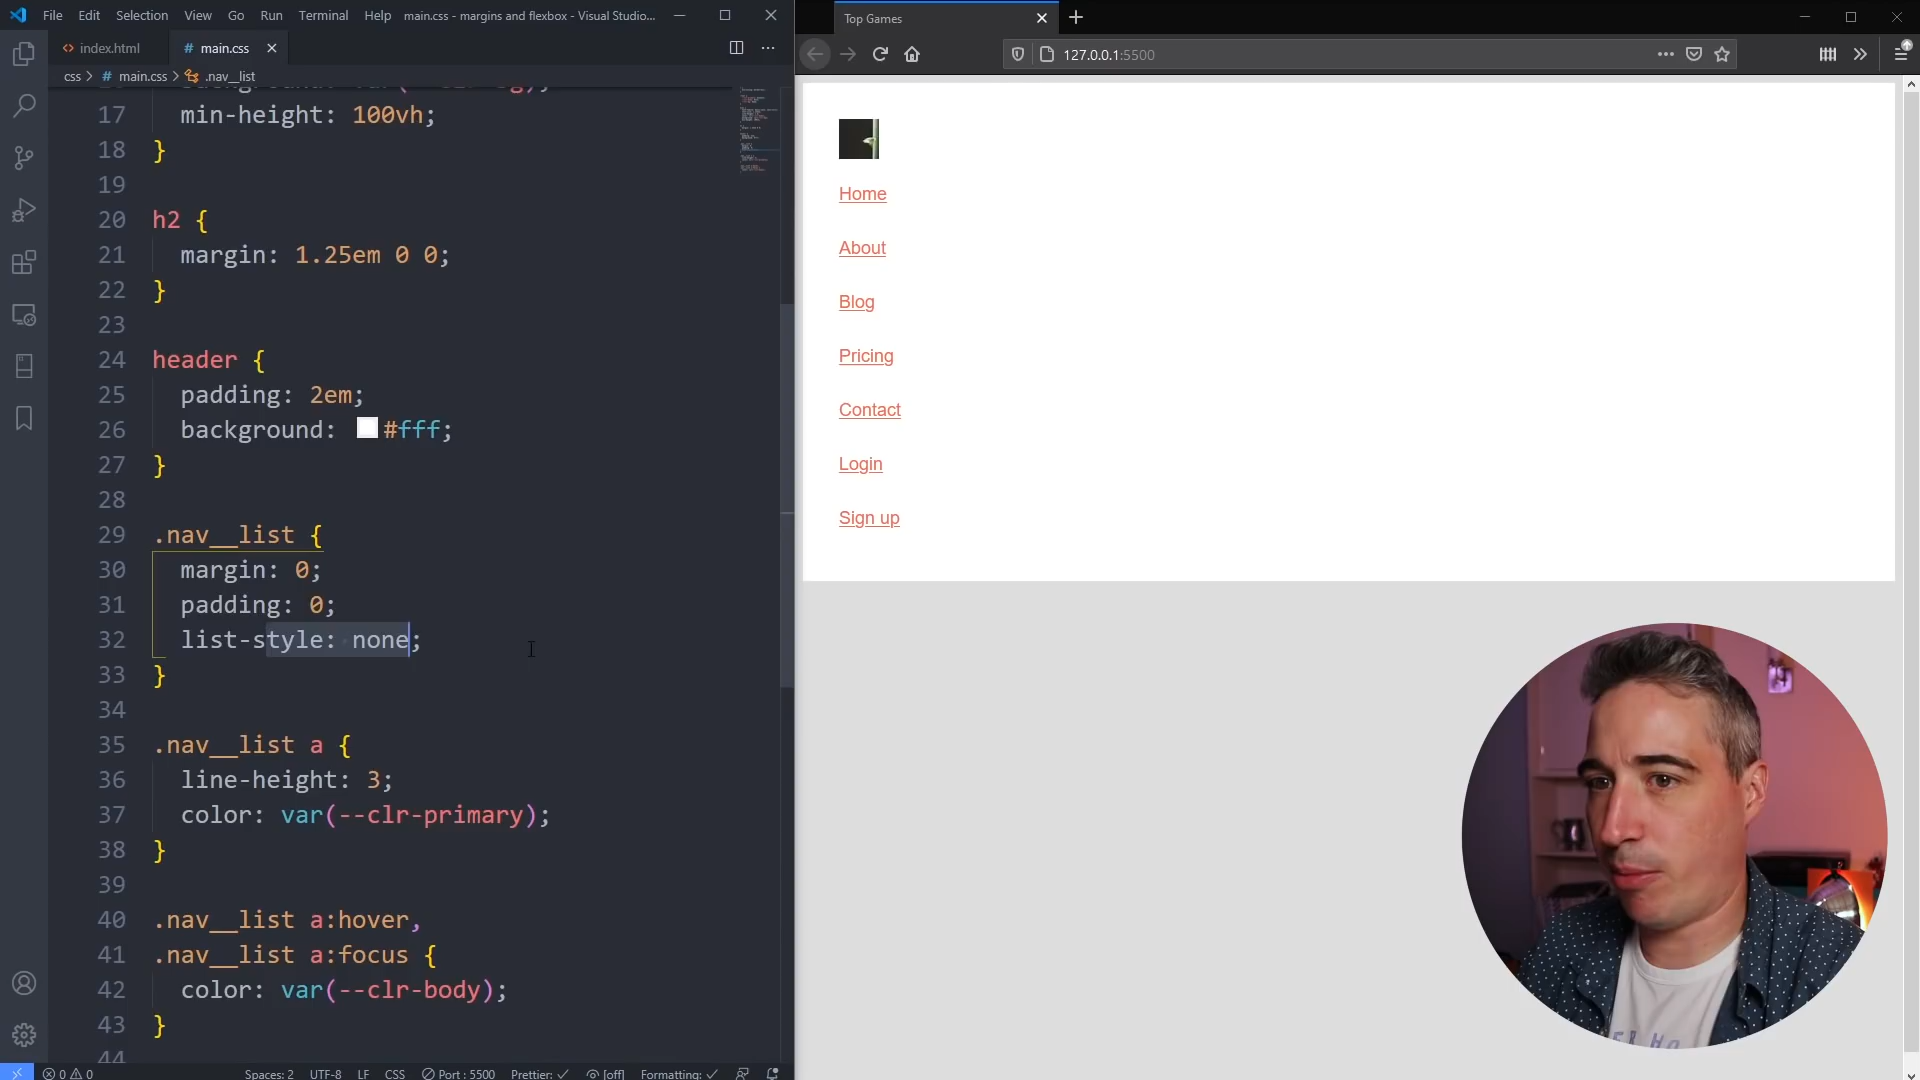 File Edit Selection View Go Run Terminal Help main.css - margins and flexbox - Visual Studio...
Top Games
index.html
main.css
127.0.0.1:5500
css > # main.css > .nav__list
17 min-height: 100vh;
18 }
19
20 h2 {
21 margin: 1.25em 0 0;
22 }
23
24 header {
25 padding: 2em;
26 background: #fff;
27 }
28
29 .nav__list {
30 margin: 0;
31 padding: 0;
32 list-style: none;
33 }
34
35 .nav__list a {
36 line-height: 3;
37 color: var(--clr-primary);
38 }
39
40 .nav__list a:hover,
41 .nav__list a:focus {
42 color: var(--clr-body);
43 }
44
Home
About
Blog
Pricing
Contact
Login
Sign up
0 0 Spaces: 2 UTF-8 LF CSS Port : 5500 Prettier: ✓ [off] Formatting: ✓